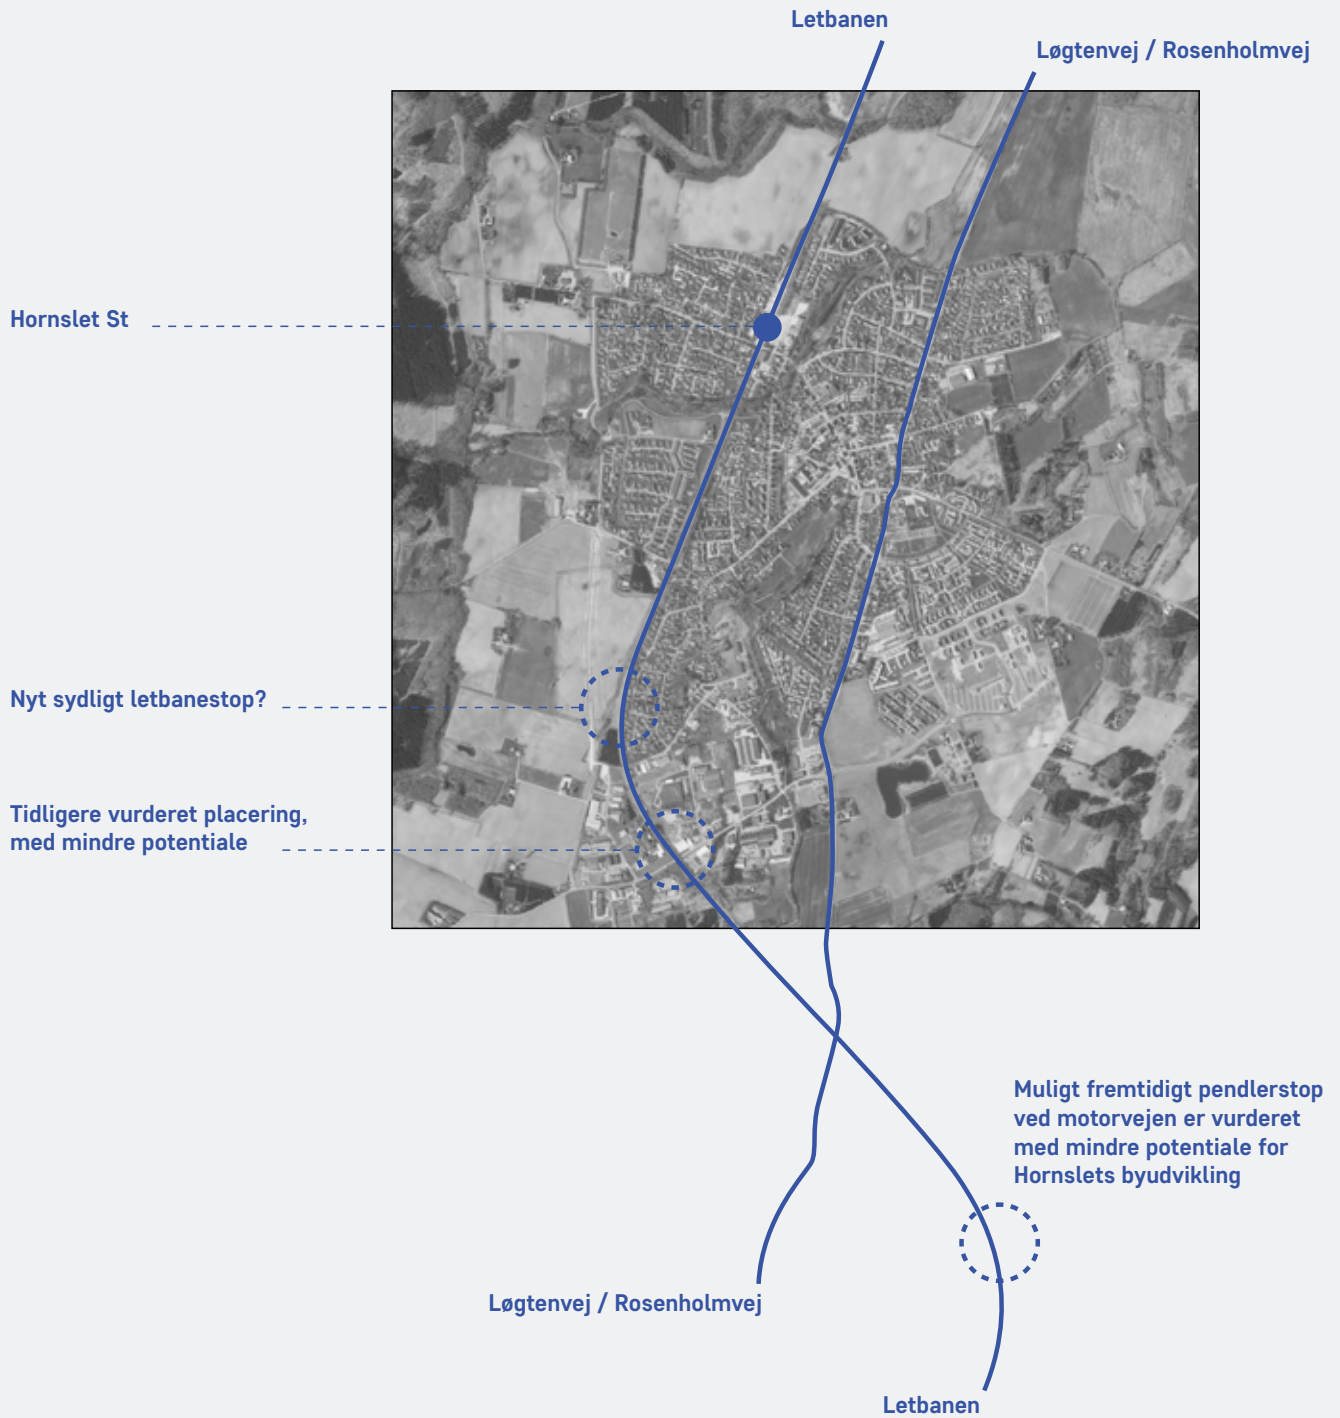 Letbanen
Løgtenvej / Rosenholmvej
Hornslet St
Nyt sydligt letbanestop?
Tidligere vurderet placering,
med mindre potentiale
Muligt fremtidigt pendlerstop
ved motorvejen er vurderet
med mindre potentiale for
Hornslets byudvikling
Løgtenvej / Rosenholmvej
Letbanen